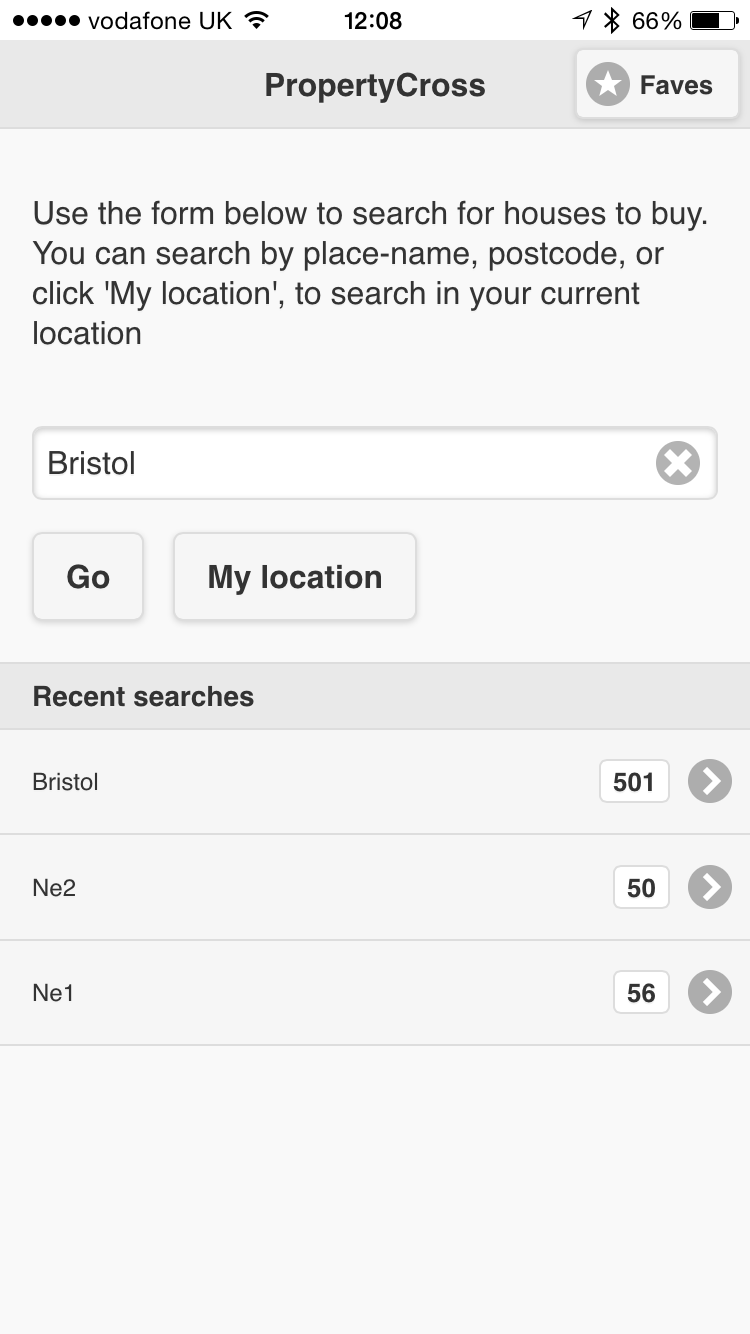 vodafone UK 12:08 66%
PropertyCross Faves
Use the form below to search for houses to buy.
You can search by place-name, postcode, or
click 'My location', to search in your current
location
Bristol
Go My location
Recent searches
Bristol 501
Ne2 50
Ne1 56